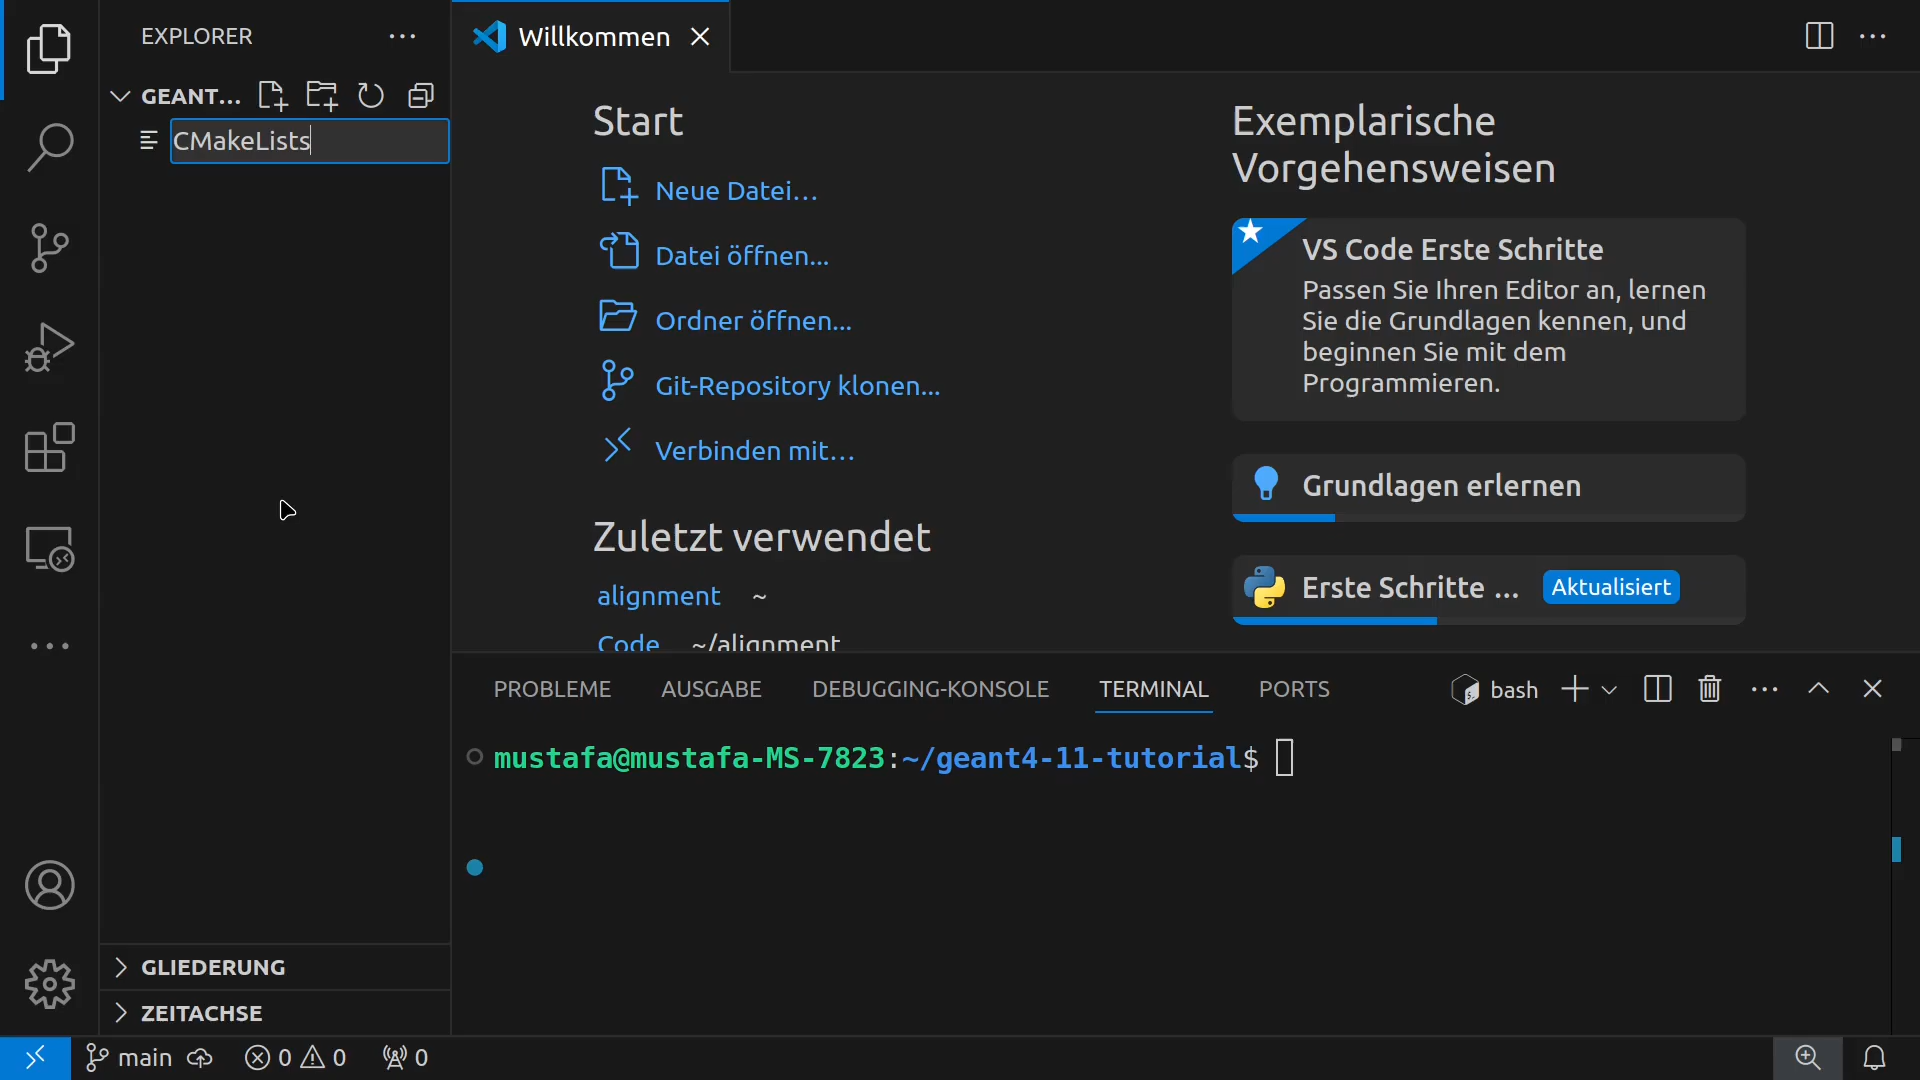 EXPLORER
GEANT...
CMakeLists
GLIEDERUNG
ZEITACHSE
Willkommen
Start
Neue Datei...
Datei öffnen...
Ordner öffnen...
Git-Repository klonen...
Verbinden mit...
Zuletzt verwendet
alignment ~
Code ~/alignment
Exemplarische
Vorgehensweisen
VS Code Erste Schritte
Passen Sie Ihren Editor an, lernen
Sie die Grundlagen kennen, und
beginnen Sie mit dem
Programmieren.
Grundlagen erlernen
Erste Schritte ... Aktualisiert
PROBLEME AUSGABE DEBUGGING-KONSOLE TERMINAL PORTS bash
mustafa@mustafa-MS-7823:~/geant4-11-tutorial$
main 0 0 0